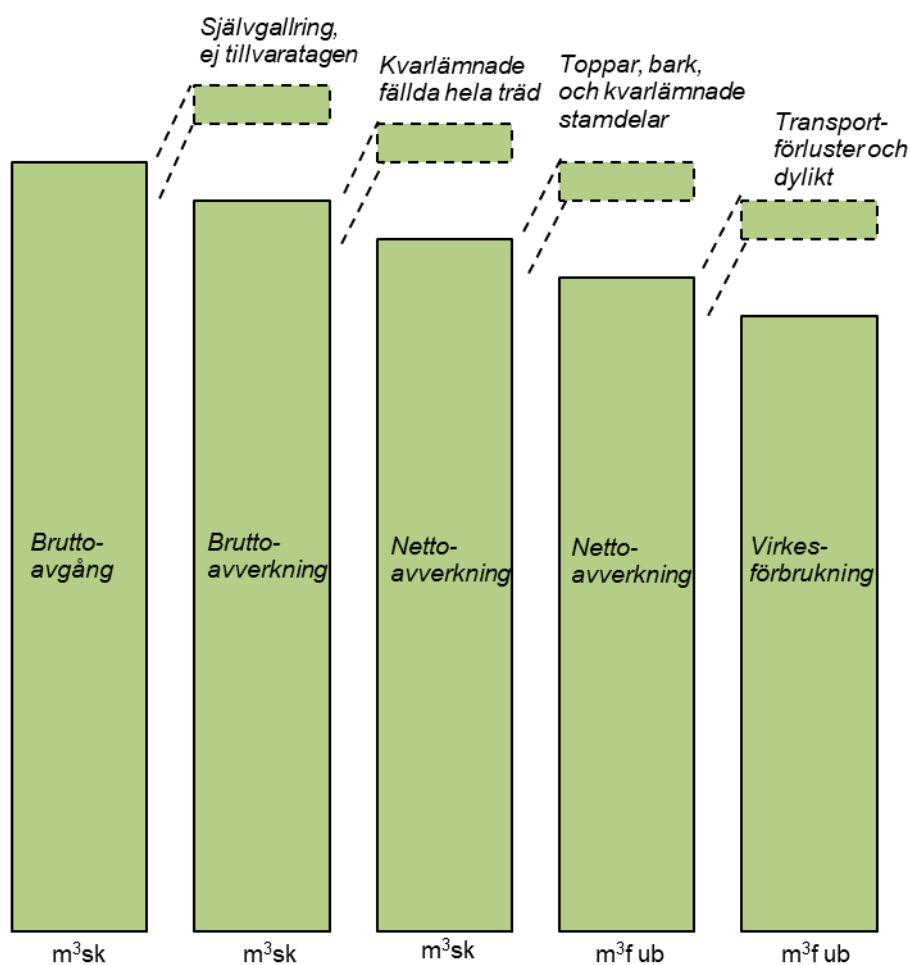 Självgallring,
ej tillvaratagen
Kvarlämnade
fällda hela träd
Toppar, bark,
och kvarlämnade
stamdelar
Transport-
förluster och
dylikt
Brutto-
avgång
Brutto-
avverkning
Netto-
avverkning
Netto-
avverkning
Virkes-
förbrukning
m³sk
m³sk
m³sk
m³f ub
m³f ub